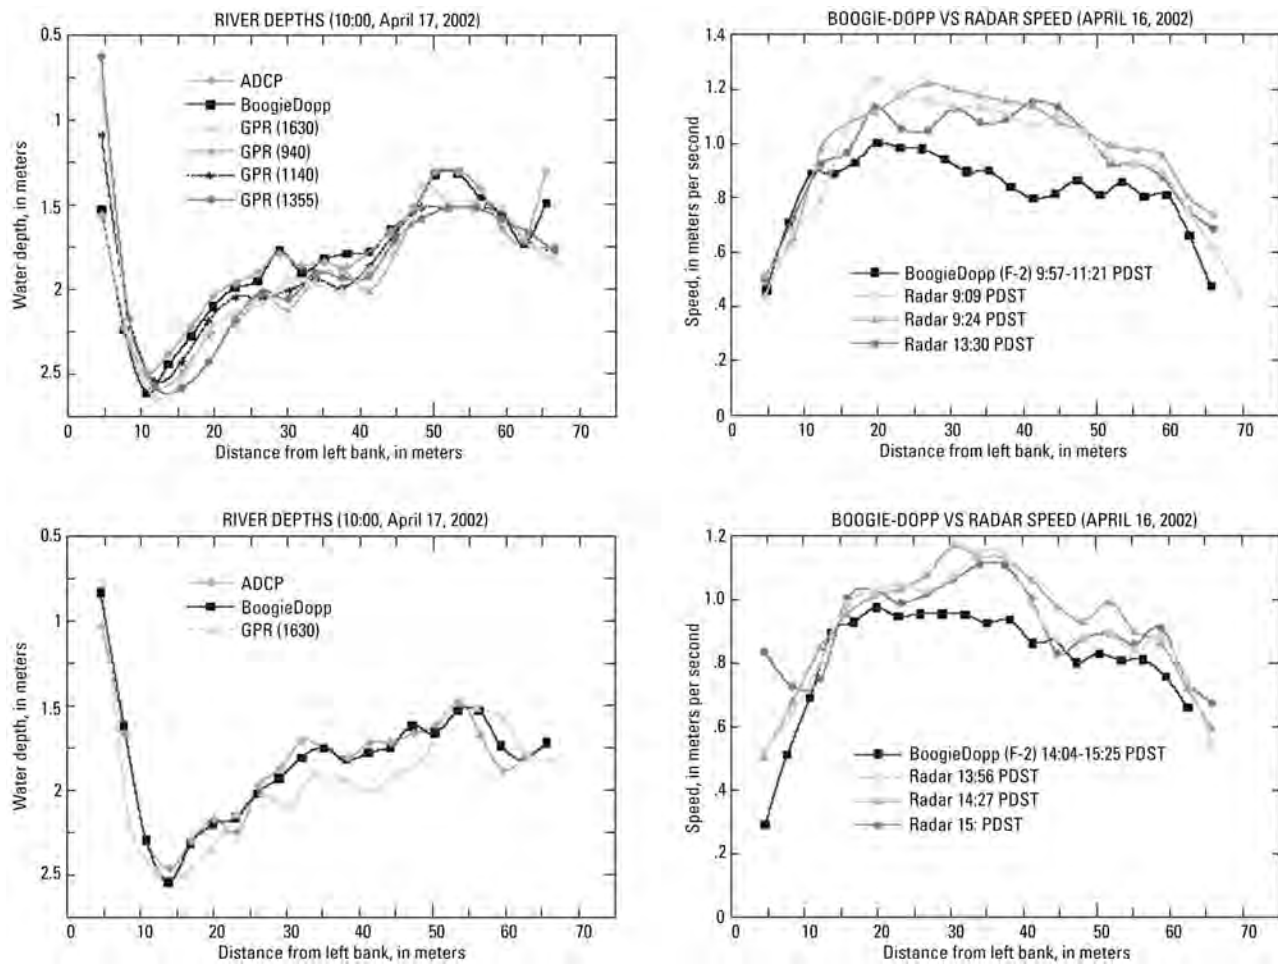 RIVER DEPTHS (10:00, April 17, 2002)
0.5
1
1.5
2
2.5
Water depth, in meters
ADCP
BoogieDopp
GPR (1630)
GPR (940)
GPR (1140)
GPR (1355)
0 10 20 30 40 50 60 70
Distance from left bank, in meters
BOOGIE-DOPP VS RADAR SPEED (APRIL 16, 2002)
1.4
1.2
1.0
.8
.6
.4
.2
0
Speed, in meters per second
BoogieDopp (F-2) 9:57-11:21 PDST
Radar 9:09 PDST
Radar 9:24 PDST
Radar 13:30 PDST
0 10 20 30 40 50 60 70
Distance from left bank, in meters
RIVER DEPTHS (10:00, April 17, 2002)
0.5
1
1.5
2
2.5
Water depth, in meters
ADCP
BoogieDopp
GPR (1630)
0 10 20 30 40 50 60 70
Distance from left bank, in meters
BOOGIE-DOPP VS RADAR SPEED (APRIL 16, 2002)
1.2
1.0
.8
.6
.4
.2
0
Speed, in meters per second
BoogieDopp (F-2) 14:04-15:25 PDST
Radar 13:56 PDST
Radar 14:27 PDST
Radar 15: PDST
0 10 20 30 40 50 60 70
Distance from left bank, in meters